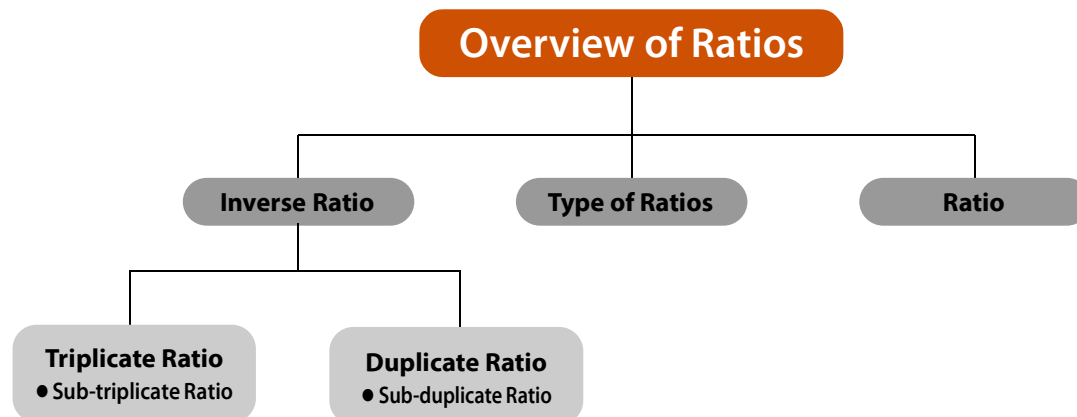 Overview of Ratios
Inverse Ratio
Type of Ratios
Ratio
Triplicate Ratio
● Sub-triplicate Ratio
Duplicate Ratio
● Sub-duplicate Ratio